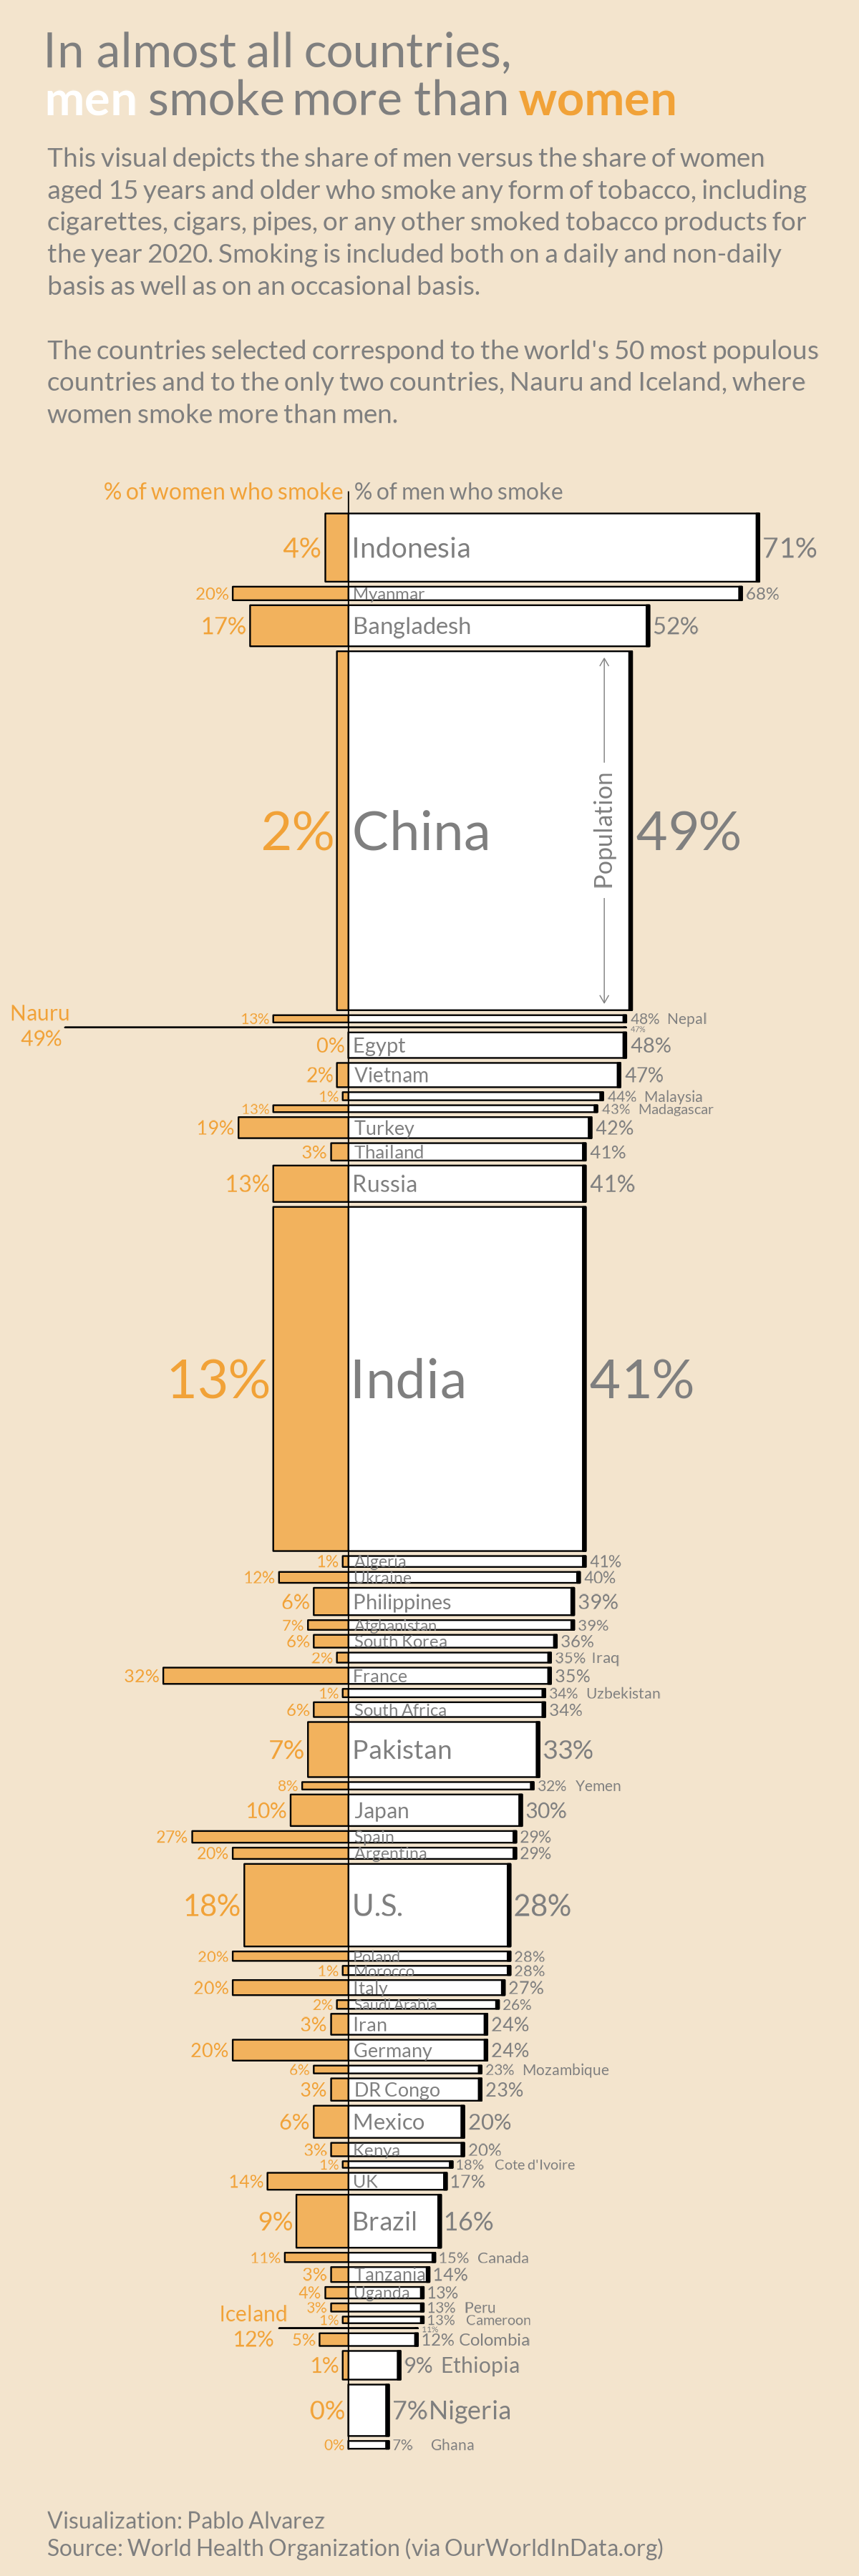 In almost all countries,
men smoke more than women
This visual depicts the share of men versus the share of women
aged 15 years and older who smoke any form of tobacco, including
cigarettes, cigars, pipes, or any other smoked tobacco products for
the year 2020. Smoking is included both on a daily and non-daily
basis as well as on an occasional basis.
The countries selected correspond to the world's 50 most populous
countries and to the only two countries, Nauru and Iceland, where
women smoke more than men.
% of women who smoke % of men who smoke
4% Indonesia 71%
20% Myanmar 68%
17% Bangladesh 52%
2% China Population 49%
13% 48% Nepal
Nauru
49% 47%
0% Egypt 48%
2% Vietnam 47%
1% 44% Malaysia
13% 43% Madagascar
19% Turkey 42%
3% Thailand 41%
13% Russia 41%
13% India 41%
1% Algeria 41%
12% Ukraine 40%
6% Philippines 39%
7% Afghanistan 39%
6% South Korea 36%
2% 35% Iraq
32% France 35%
1% 34% Uzbekistan
6% South Africa 34%
7% Pakistan 33%
8% 32% Yemen
10% Japan 30%
27% Spain 29%
20% Argentina 29%
18% U.S. 28%
20% Poland 28%
1% Morocco 28%
20% Italy 27%
2% Saudi Arabia 26%
3% Iran 24%
20% Germany 24%
6% 23% Mozambique
3% DR Congo 23%
6% Mexico 20%
3% Kenya 20%
1% 18% Cote d'Ivoire
14% UK 17%
9% Brazil 16%
11% 15% Canada
3% Tanzania 14%
4% Uganda 13%
3% 13% Peru
1% 13% Cameroon
Iceland
12% 11%
5% 12% Colombia
1% 9% Ethiopia
0% 7% Nigeria
0% 7% Ghana
Visualization: Pablo Alvarez
Source: World Health Organization (via OurWorldInData.org)